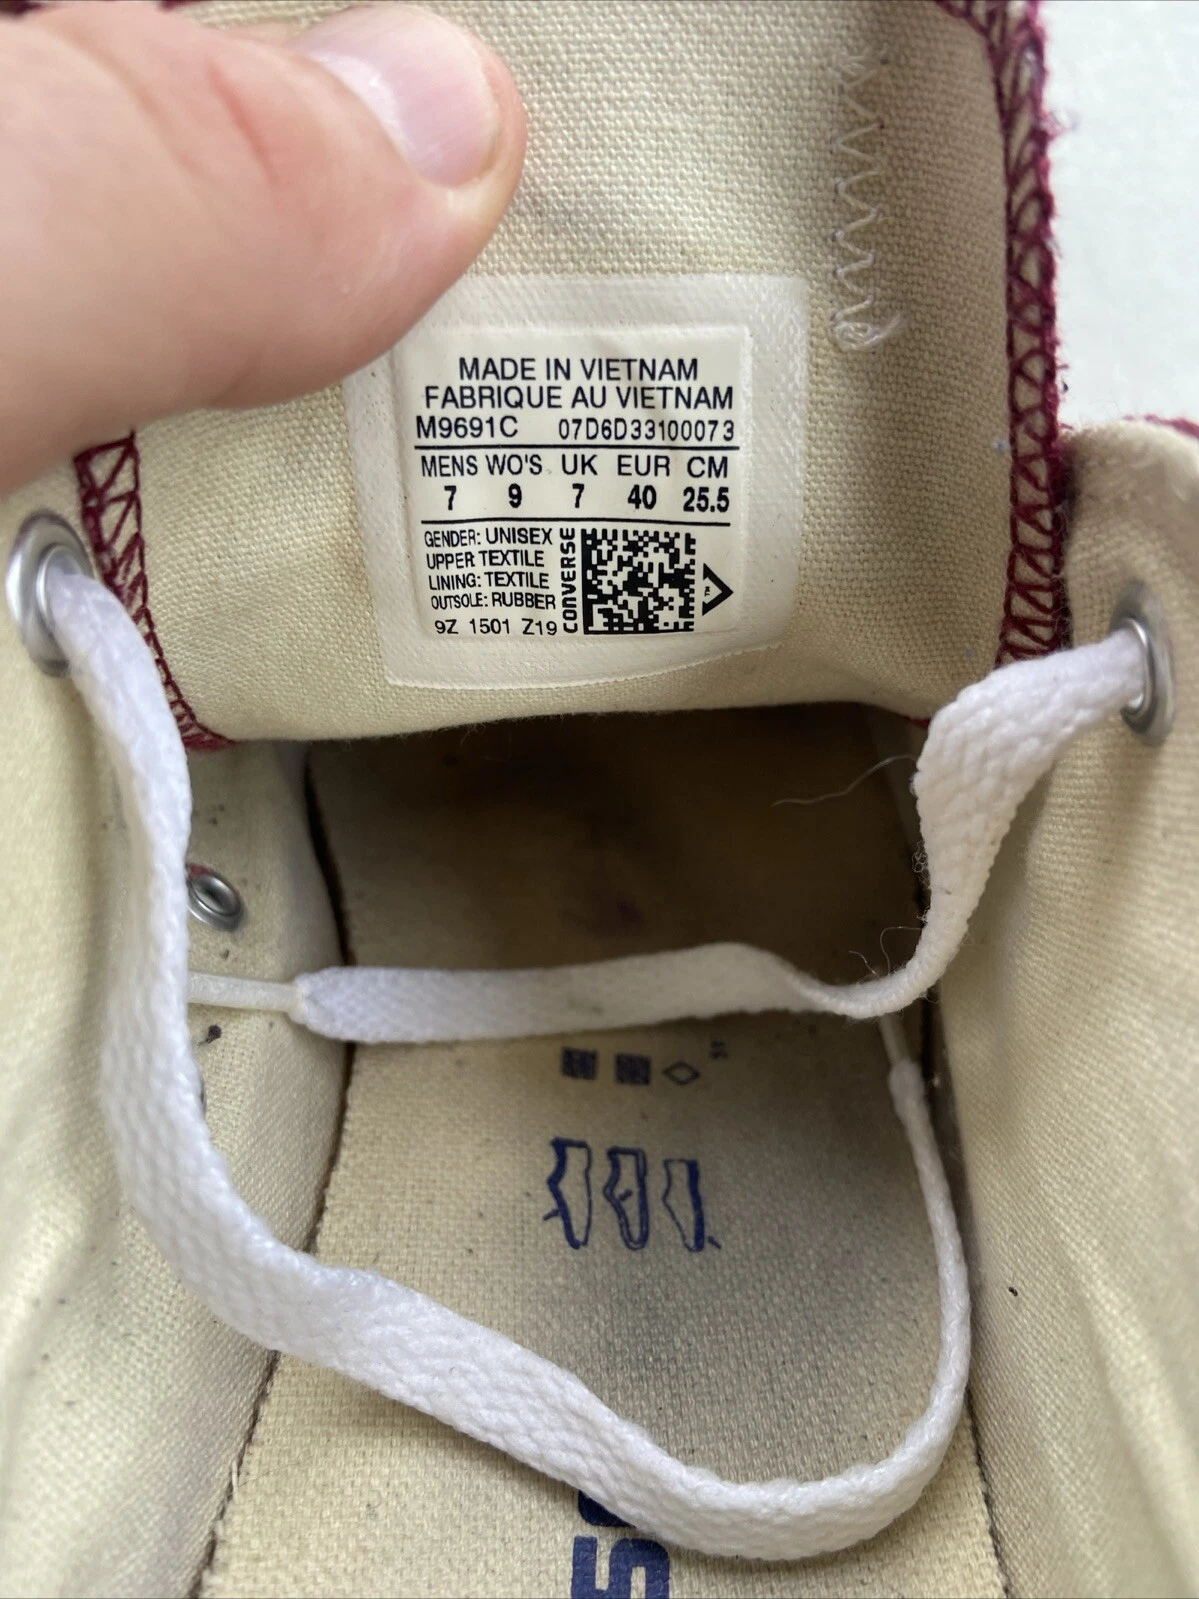 MADE IN VIETNAM
FABRIQUE AU VIETNAM
M9691C 07D6D33100073
MENS WO'S UK EUR CM
7 9 7 40 25.5
GENDER: UNISEX
UPPER TEXTILE
LINING: TEXTILE
OUTSOLE: RUBBER
9Z 1501 Z19
CONVERSE
TM